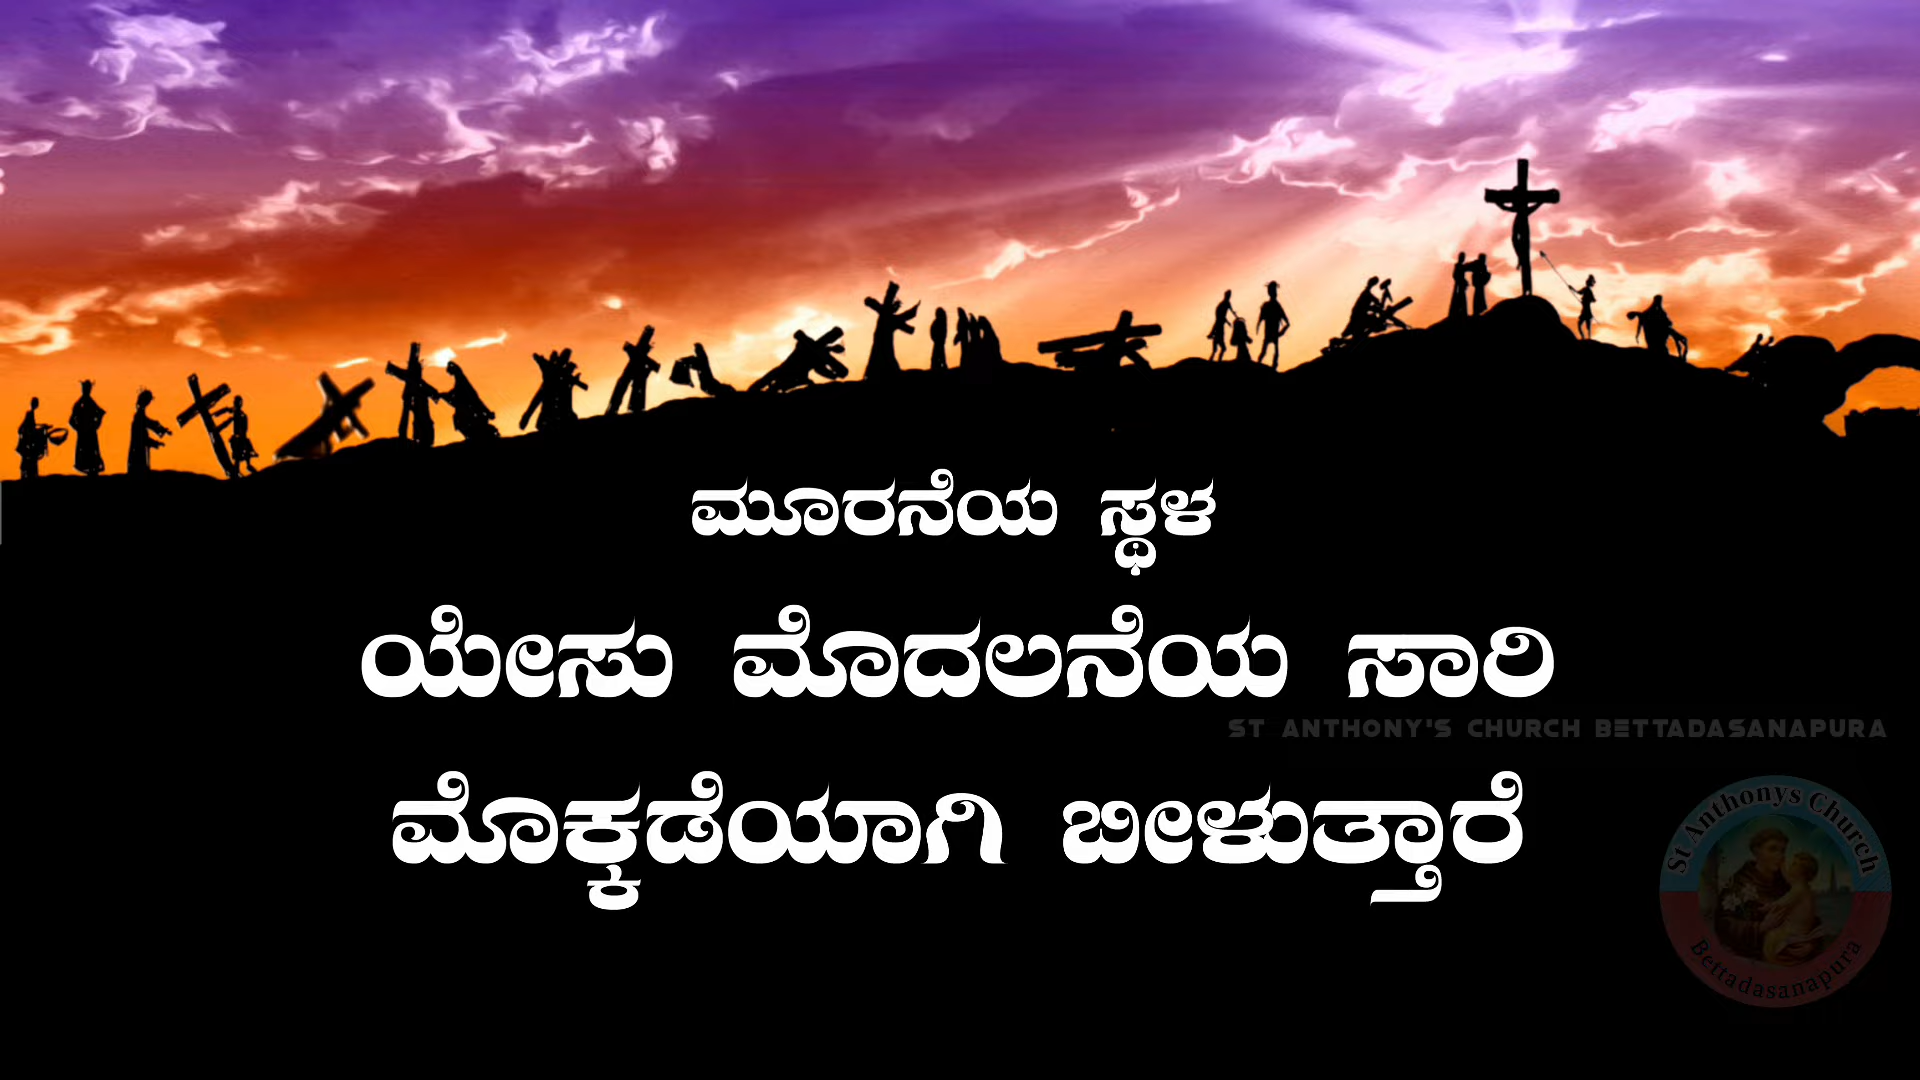 ಮೂರನೆಯ ಸ್ಥಳ
ಯೇಸು ಮೊದಲನೆಯ ಸಾರಿ
ST ANTHONY'S CHURCH BETTADASANAPURA
ಮೊಕ್ಕಡೆಯಾಗಿ ಬೀಳುತ್ತಾರೆ
St Anthonys Church
Bettadasanapura